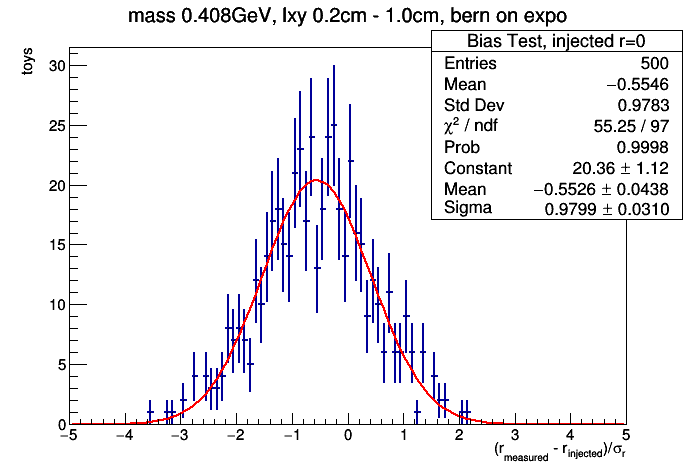 mass 0.408GeV, lxy 0.2cm - 1.0cm, bern on expo
Bias Test, injected r=0
Entries 500
Mean −0.5546
Std Dev 0.9783
χ² / ndf 55.25 / 97
Prob 0.9998
Constant 20.36 ± 1.12
Mean −0.5526 ± 0.0438
Sigma 0.9799 ± 0.0310
toys
30
25
20
15
10
5
0
−5 −4 −3 −2 −1 0 1 2 3 4 5
(r_measured - r_injected)/σ_r